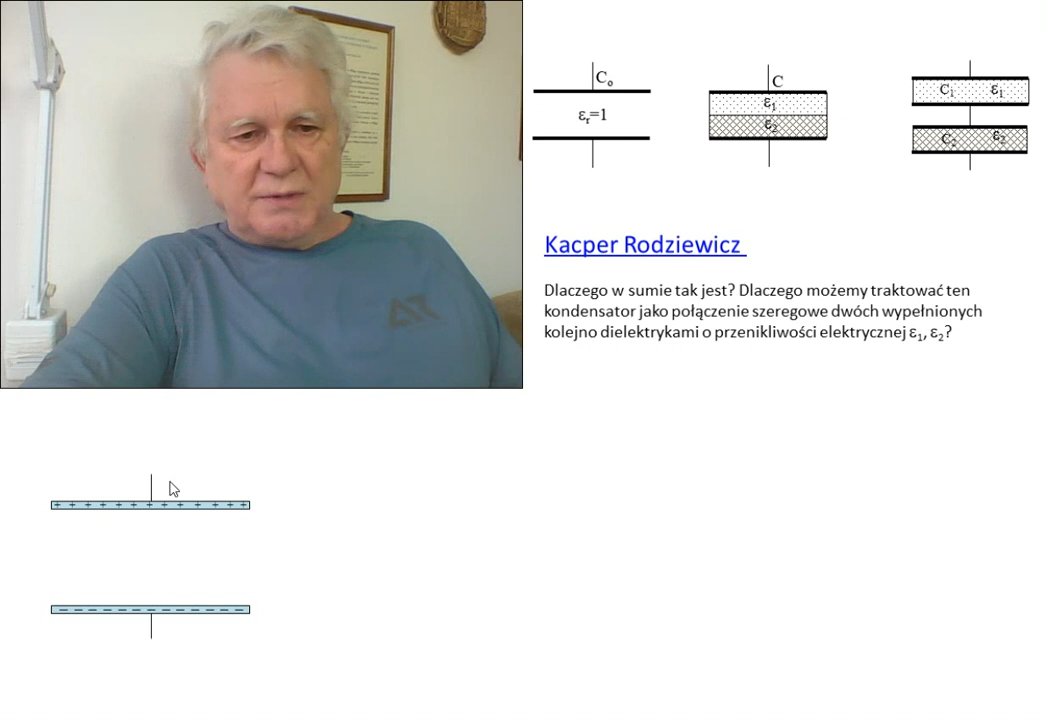 C₀
εᵣ=1
C
ε₁
ε₂
C₁ ε₁
C₂ ε₂
Kacper Rodziewicz
Dlaczego w sumie tak jest? Dlaczego możemy traktować ten
kondensator jako połączenie szeregowe dwóch wypełnionych
kolejno dielektrykami o przenikliwości elektrycznej ε₁, ε₂?
+ + + + + + + + + + + + +
− − − − − − − − − − − −